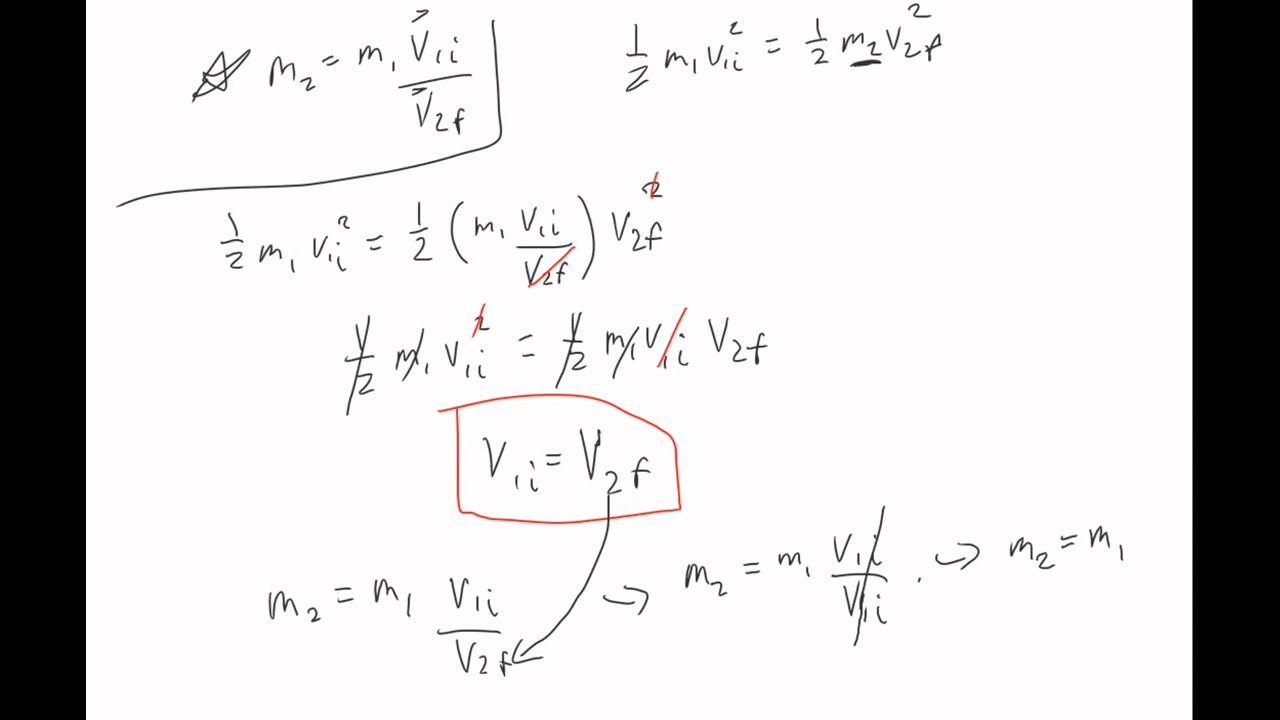 ☆ m₂ = m₁ v⃗₁ᵢ / v⃗₂f
½ m₁ v₁ᵢ² = ½ m₂ v₂f²
½ m₁ v₁ᵢ² = ½ (m₁ v₁ᵢ / v₂f) v₂f²
½ m₁ v₁ᵢ² = ½ m₁ v₁ᵢ v₂f
v₁ᵢ = v₂f
m₂ = m₁ v₁ᵢ / v₂f → m₂ = m₁ v₁ᵢ / v₁ᵢ . → m₂ = m₁